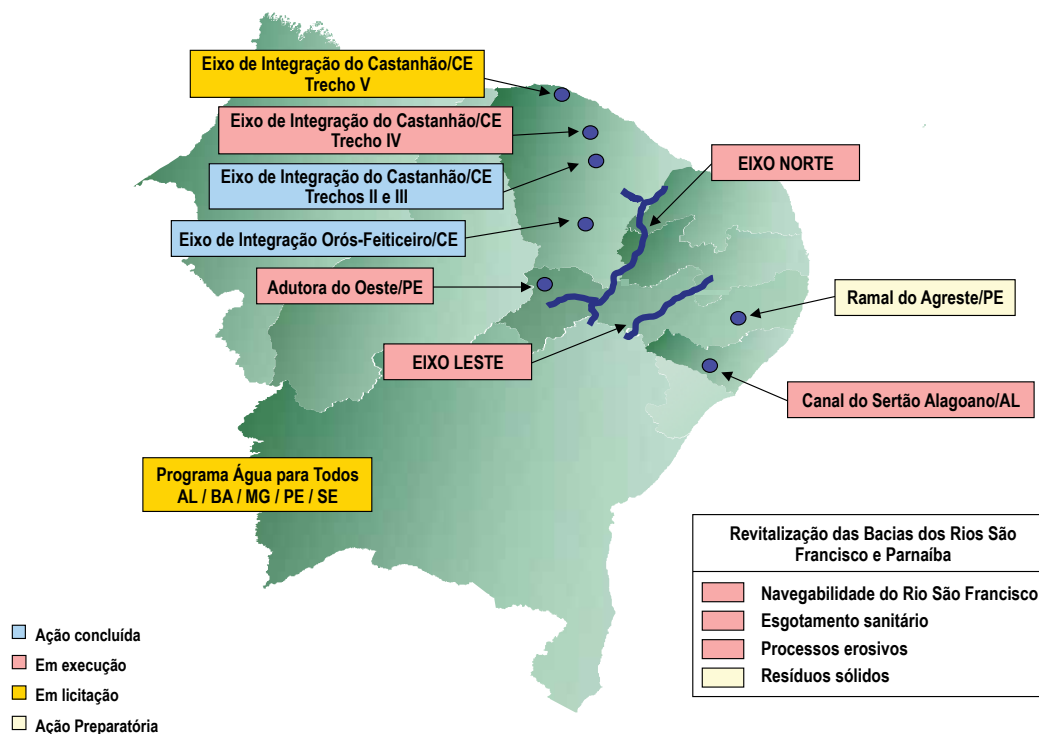 Eixo de Integração do Castanhão/CE
Trecho V
Eixo de Integração do Castanhão/CE
Trecho IV
EIXO NORTE
Eixo de Integração do Castanhão/CE
Trechos II e III
Eixo de Integração Orós-Feiticeiro/CE
Adutora do Oeste/PE
Ramal do Agreste/PE
EIXO LESTE
Canal do Sertão Alagoano/AL
Programa Água para Todos
AL / BA / MG / PE / SE
Revitalização das Bacias dos Rios São
Francisco e Parnaíba
Navegabilidade do Rio São Francisco
Esgotamento sanitário
Processos erosivos
Resíduos sólidos
Ação concluída
Em execução
Em licitação
Ação Preparatória